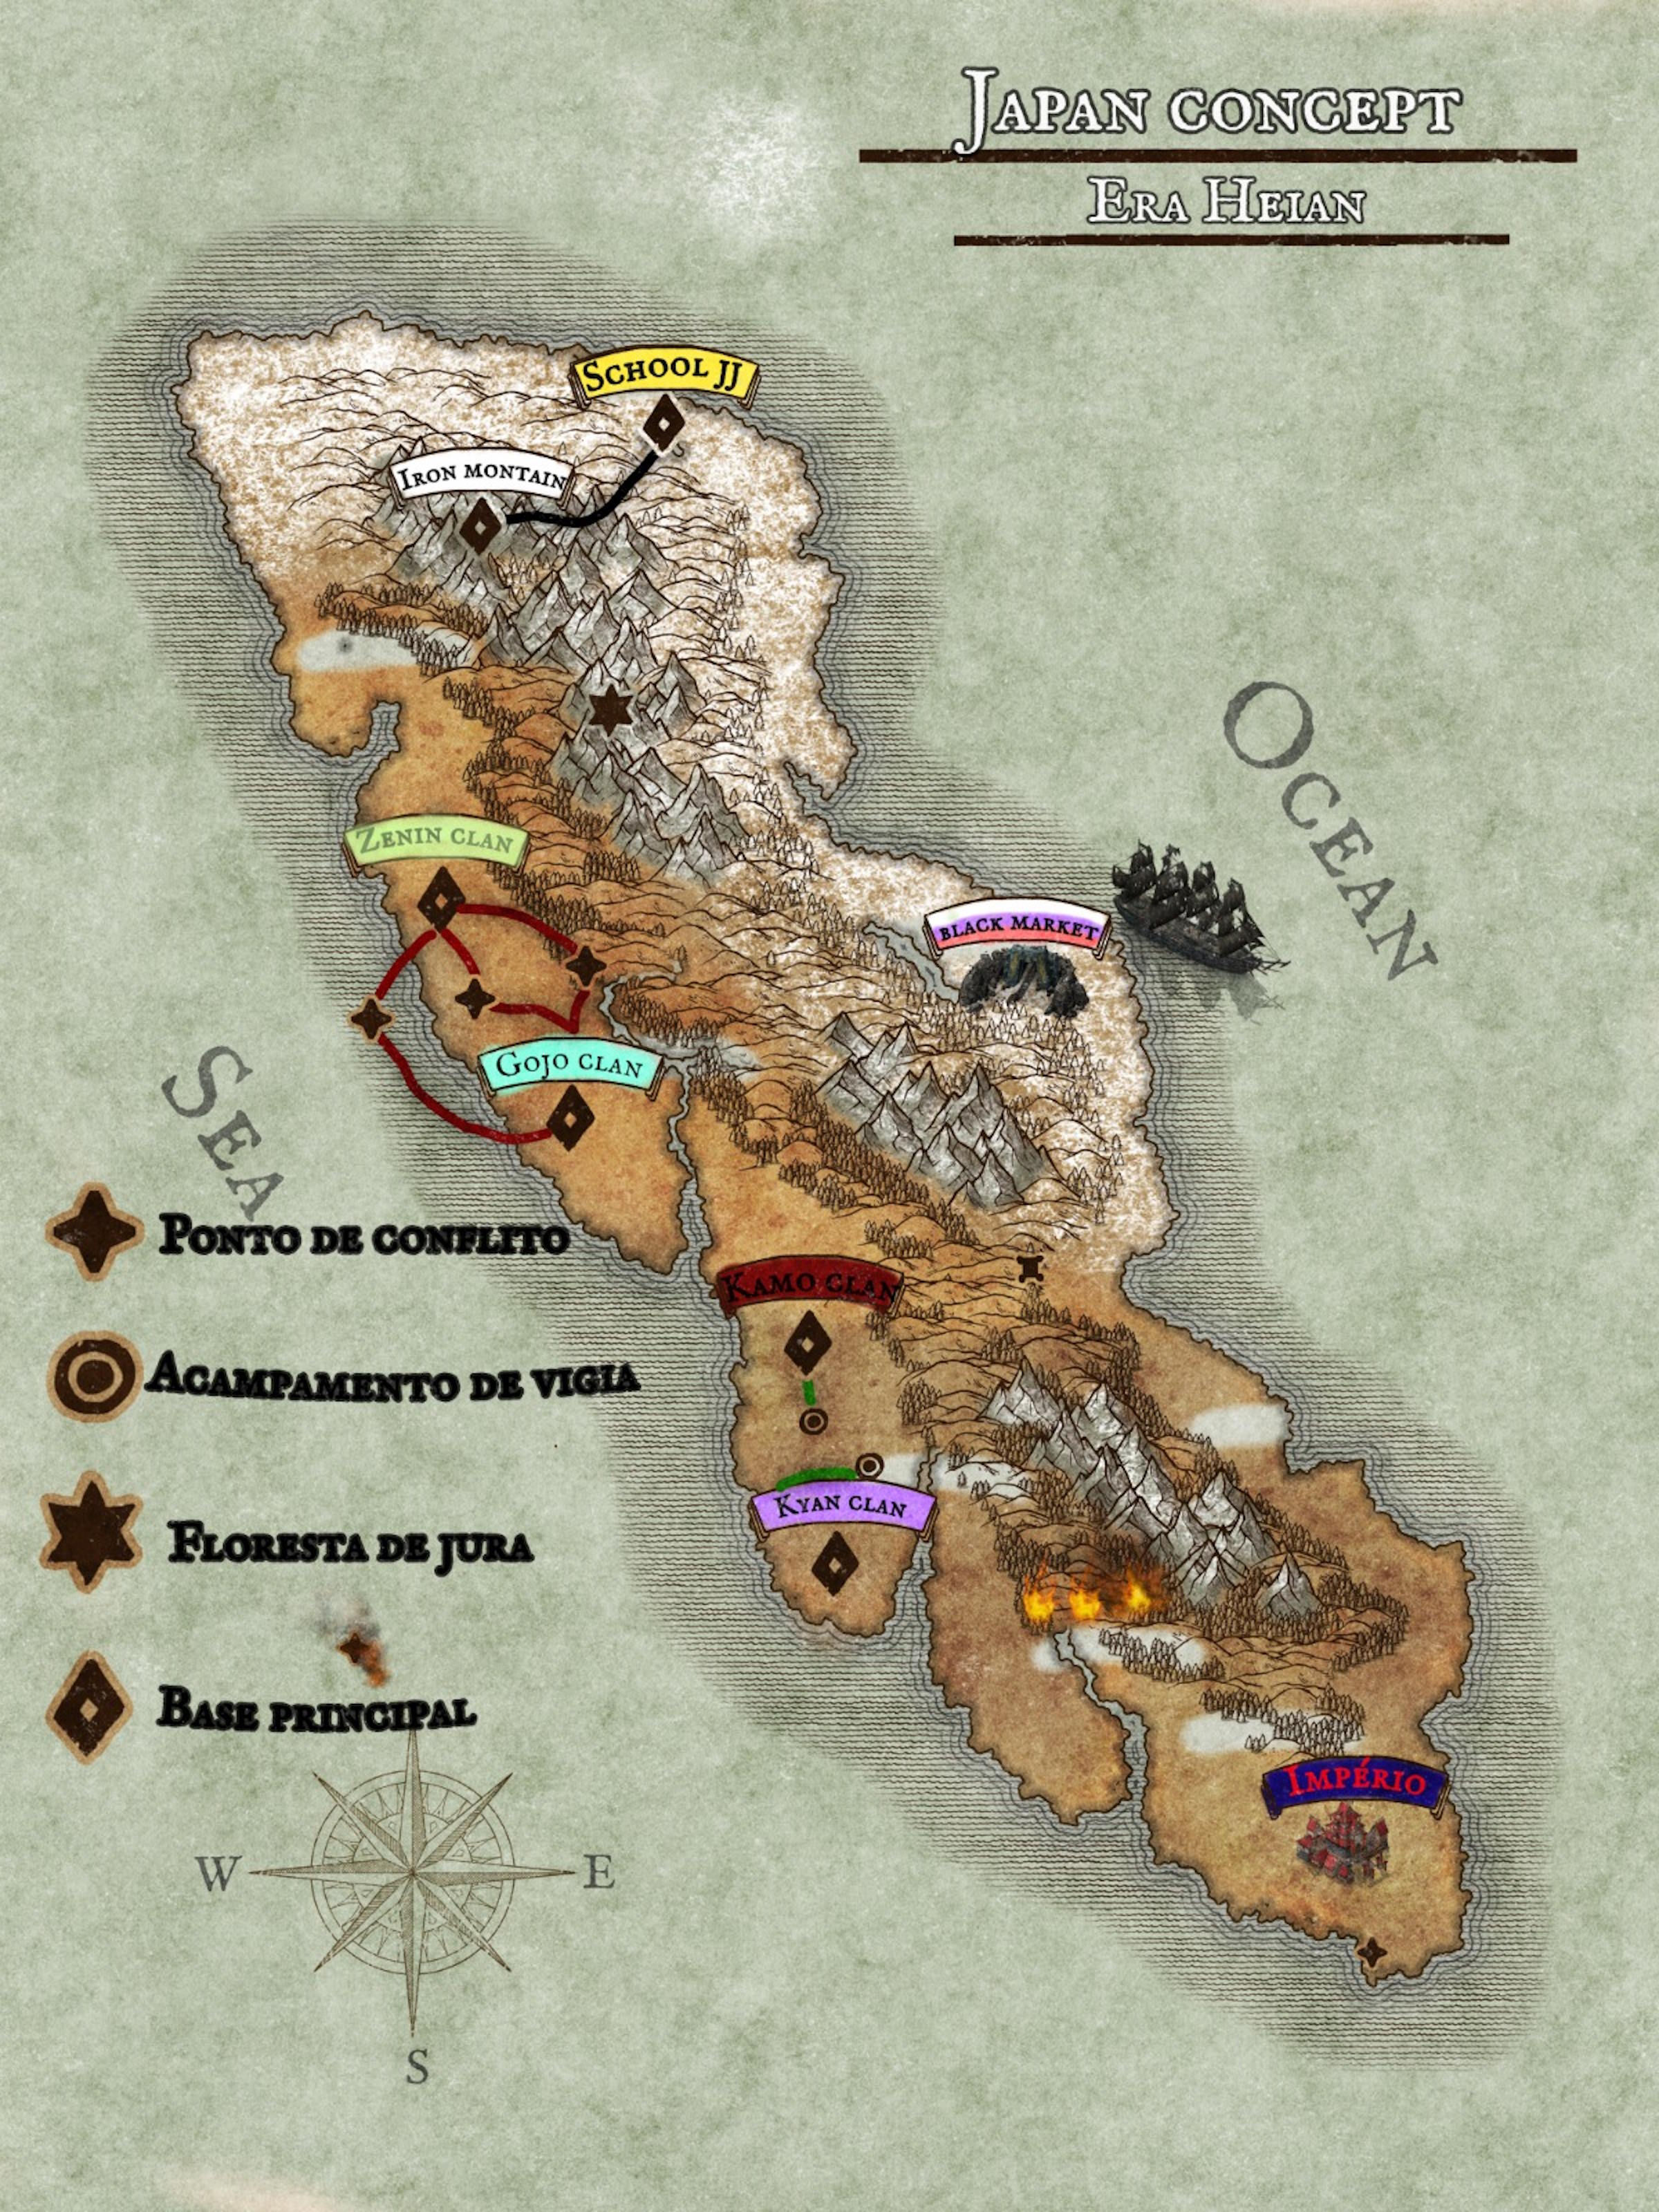 Japan concept
Era Heian
School JJ
Iron montain
Ocean
Zenin clan
black market
Gojo clan
Sea
Ponto de conflito
Kamo clan
Acampamento de vigia
Kyan clan
Floresta de jura
Base principal
Império
W
E
S